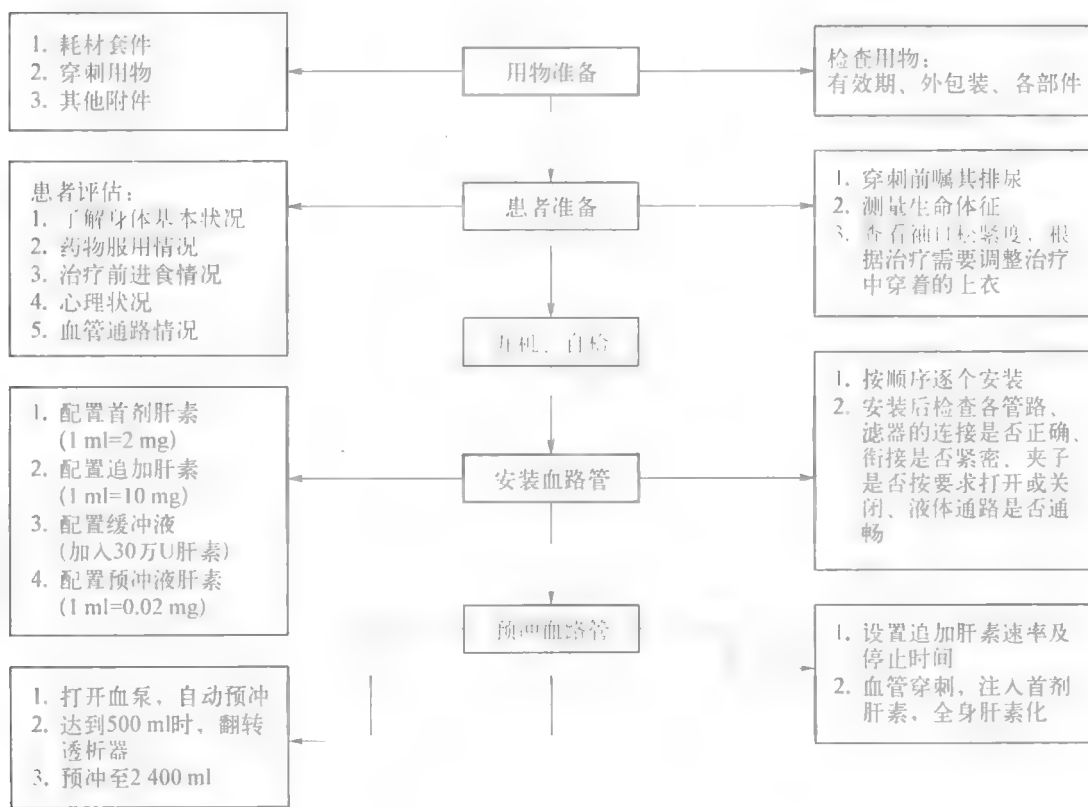 1. 耗材套件
2. 穿刺用物
3. 其他附件
用物准备
检查用物：
有效期、外包装、各部件
患者评估：
1. 了解身体基本状况
2. 药物服用情况
3. 治疗前进食情况
4. 心理状况
5. 血管通路情况
患者准备
1. 穿刺前嘱其排尿
2. 测量生命体征
3. 查看袖口松紧度，根
据治疗需要调整治疗
中穿着的上衣
开机、自检
1. 配置首剂肝素
(1 ml=2 mg)
2. 配置追加肝素
(1 ml=10 mg)
3. 配置缓冲液
(加入30万U肝素)
4. 配置预冲液肝素
(1 ml=0.02 mg)
安装血路管
1. 按顺序逐个安装
2. 安装后检查各管路、
滤器的连接是否正确、
衔接是否紧密、夹子
是否按要求打开或关
闭、液体通路是否通
畅
预冲血路管
1. 打开血泵，自动预冲
2. 达到500 ml时，翻转
透析器
3. 预冲至2 400 ml
1. 设置追加肝素速率及
停止时间
2. 血管穿刺，注入首剂
肝素，全身肝素化